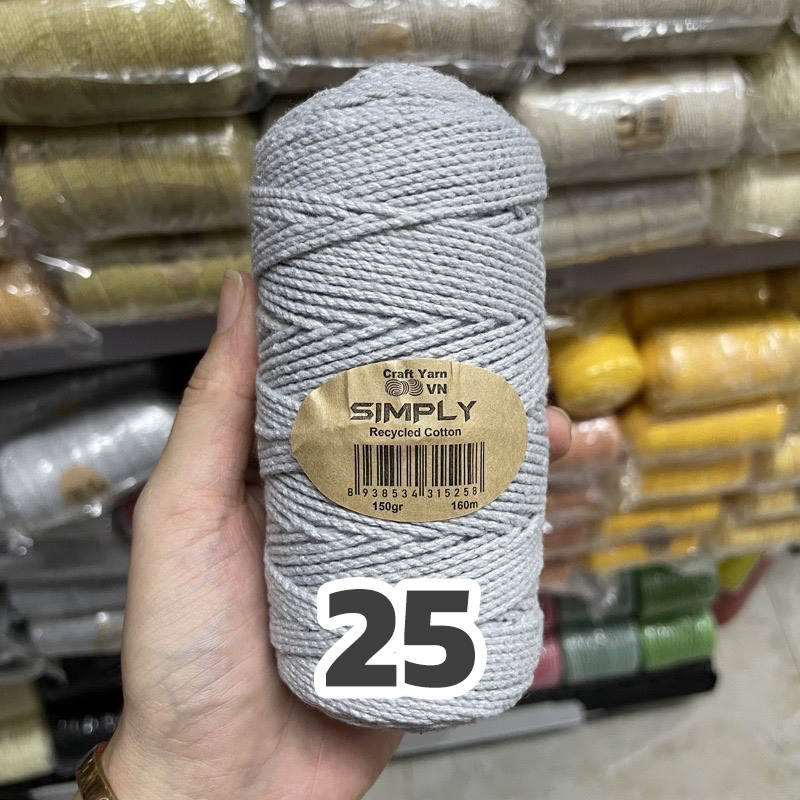 Craft Yarn
VN
SIMPLY
Recycled Cotton
8 938534 315258
150gr 160m
25